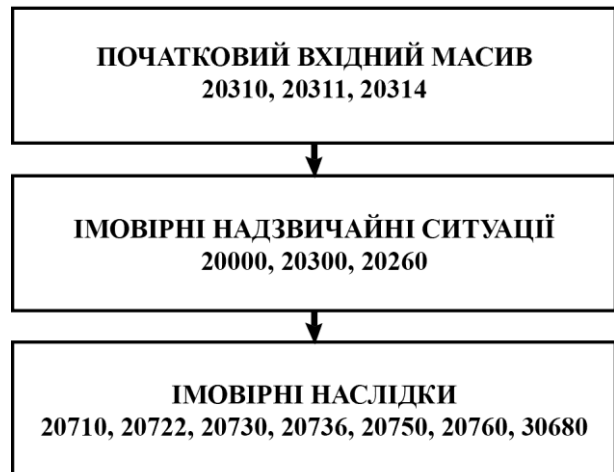 ПОЧАТКОВИЙ ВХІДНИЙ МАСИВ
20310, 20311, 20314
ІМОВІРНІ НАДЗВИЧАЙНІ СИТУАЦІЇ
20000, 20300, 20260
ІМОВІРНІ НАСЛІДКИ
20710, 20722, 20730, 20736, 20750, 20760, 30680